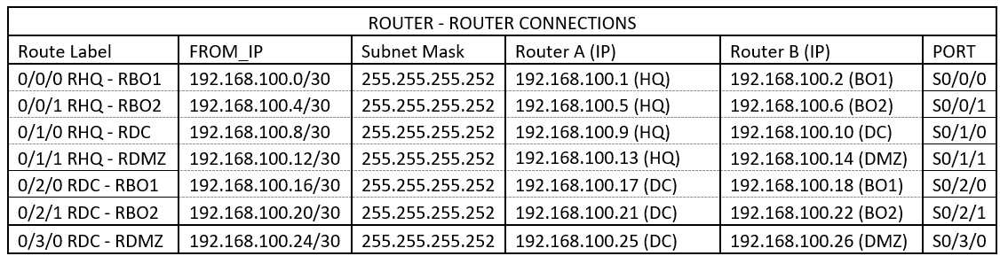 ROUTER - ROUTER CONNECTIONS
Route Label FROM_IP Subnet Mask Router A (IP) Router B (IP) PORT
0/0/0 RHQ - RBO1 192.168.100.0/30 255.255.255.252 192.168.100.1 (HQ) 192.168.100.2 (BO1) S0/0/0
0/0/1 RHQ - RBO2 192.168.100.4/30 255.255.255.252 192.168.100.5 (HQ) 192.168.100.6 (BO2) S0/0/1
0/1/0 RHQ - RDC 192.168.100.8/30 255.255.255.252 192.168.100.9 (HQ) 192.168.100.10 (DC) S0/1/0
0/1/1 RHQ - RDMZ 192.168.100.12/30 255.255.255.252 192.168.100.13 (HQ) 192.168.100.14 (DMZ) S0/1/1
0/2/0 RDC - RBO1 192.168.100.16/30 255.255.255.252 192.168.100.17 (DC) 192.168.100.18 (BO1) S0/2/0
0/2/1 RDC - RBO2 192.168.100.20/30 255.255.255.252 192.168.100.21 (DC) 192.168.100.22 (BO2) S0/2/1
0/3/0 RDC - RDMZ 192.168.100.24/30 255.255.255.252 192.168.100.25 (DC) 192.168.100.26 (DMZ) S0/3/0